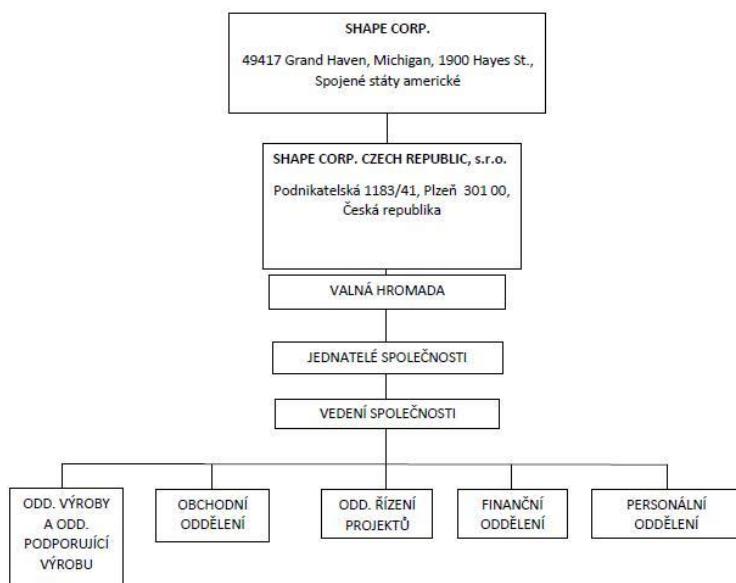 SHAPE CORP.
49417 Grand Haven, Michigan, 1900 Hayes St.,
Spojené státy americké
SHAPE CORP. CZECH REPUBLIC, s.r.o.
Podnikatelská 1183/41, Plzeň 301 00,
Česká republika
VALNÁ HROMADA
JEDNATELÉ SPOLEČNOSTI
VEDENÍ SPOLEČNOSTI
ODD. VÝROBY
A ODD.
PODPORUJÍCÍ
VÝROBU
OBCHODNÍ
ODDĚLENÍ
ODD. ŘÍZENÍ
PROJEKTŮ
FINANČNÍ
ODDĚLENÍ
PERSONÁLNÍ
ODDĚLENÍ